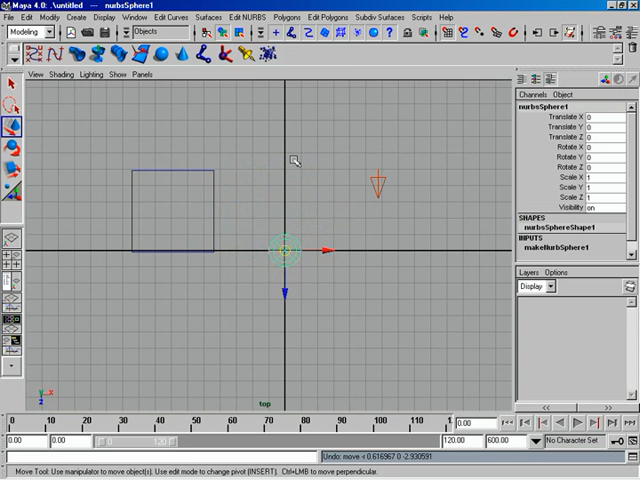 Maya 4.0: .\untitled --- nurbsSphere1
File Edit Modify Create Display Window Edit Curves Surfaces Edit NURBS Polygons Edit Polygons Subdiv Surfaces Scripts Help
Modeling Objects
View Shading Lighting Show Panels
Channels Object
nurbsSphere1
Translate X 0
Translate Y 0
Translate Z 0
Rotate X 0
Rotate Y 0
Rotate Z 0
Scale X 1
Scale Y 1
Scale Z 1
Visibility on
SHAPES
nurbsSphereShape1
INPUTS
makeNurbSphere1
Layers Options
Display
top
0 10 20 30 40 50 60 70 80 90 100 110 12
0.00
0.00 0.00 0 120 120.00 600.00 No Character Set
Undo: move -r 0.616967 0 -2.930591
Move Tool: Use manipulator to move object(s). Use edit mode to change pivot (INSERT). Ctrl+LMB to move perpendicular.